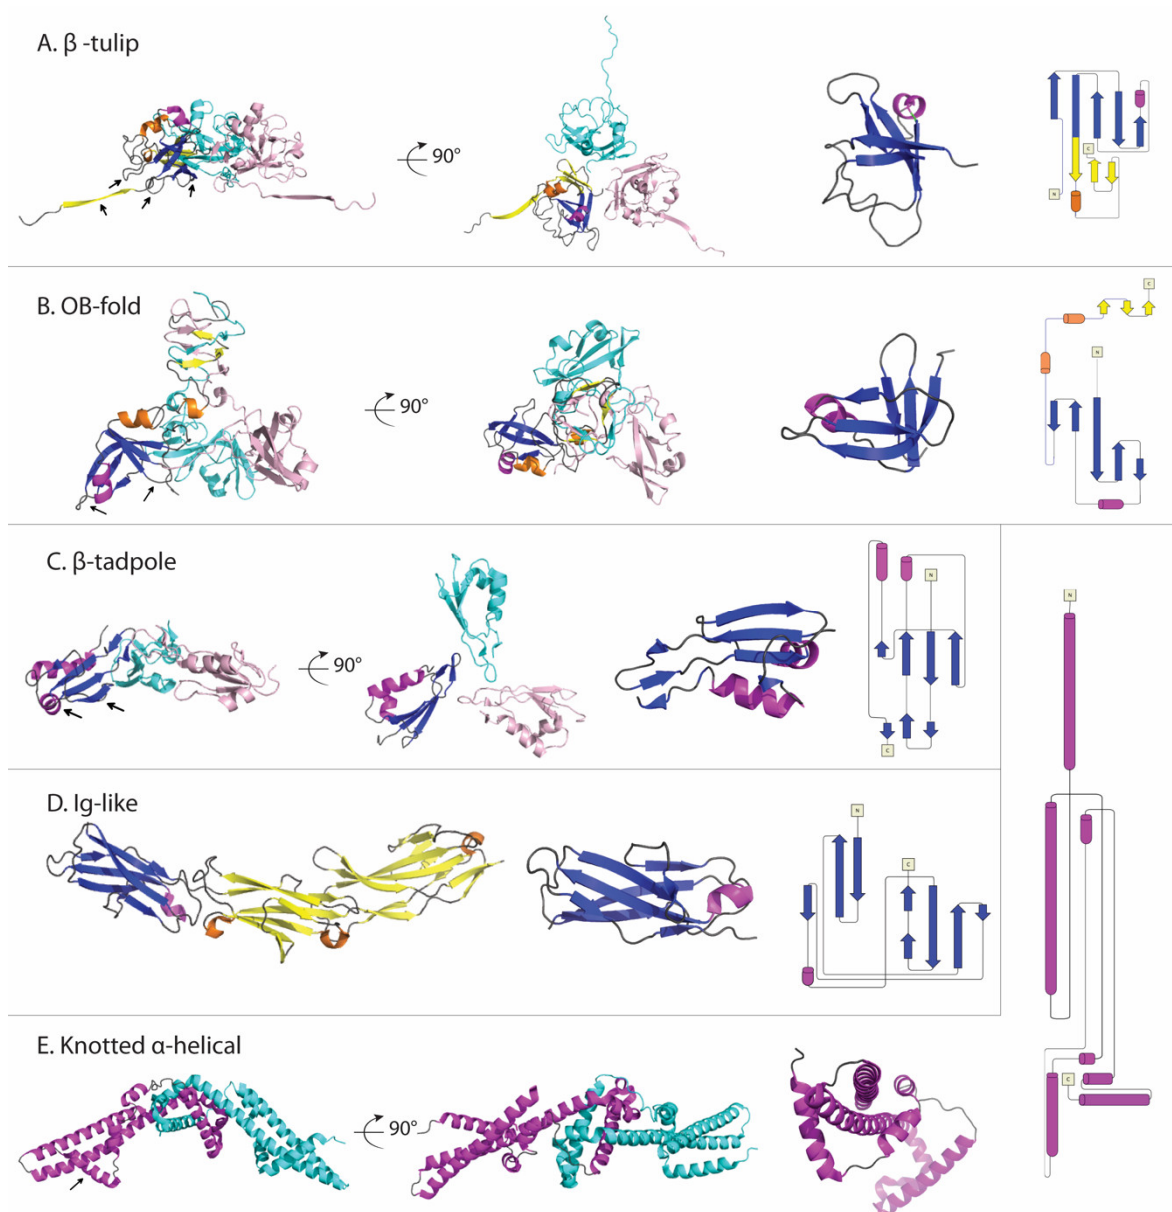 A. β -tulip
90°
C
N
B. OB-fold
90°
C
N
C. β-tadpole
90°
N
C
N
D. Ig-like
N
C
E. Knotted α-helical
90°
C